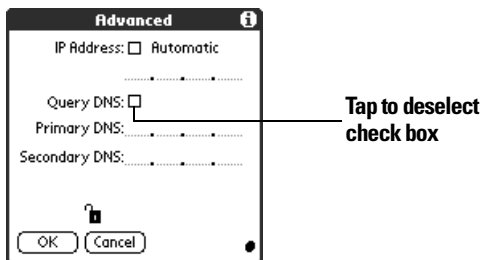 Advanced
IP Address: Automatic
Query DNS:
Tap to deselect
check box
Primary DNS:
Secondary DNS:
OK Cancel